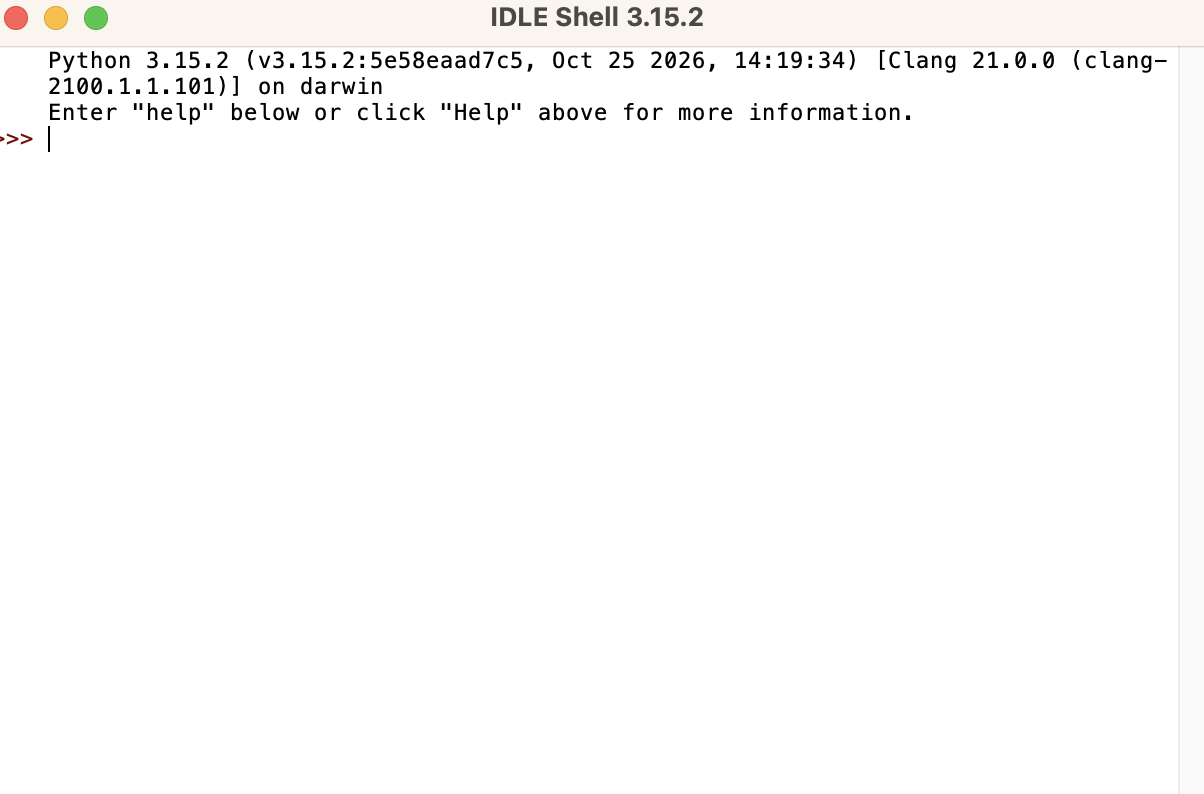 IDLE Shell 3.15.2
Python 3.15.2 (v3.15.2:5e58eaad7c5, Oct 25 2026, 14:19:34) [Clang 21.0.0 (clang-
2100.1.1.101)] on darwin
Enter "help" below or click "Help" above for more information.
>>>